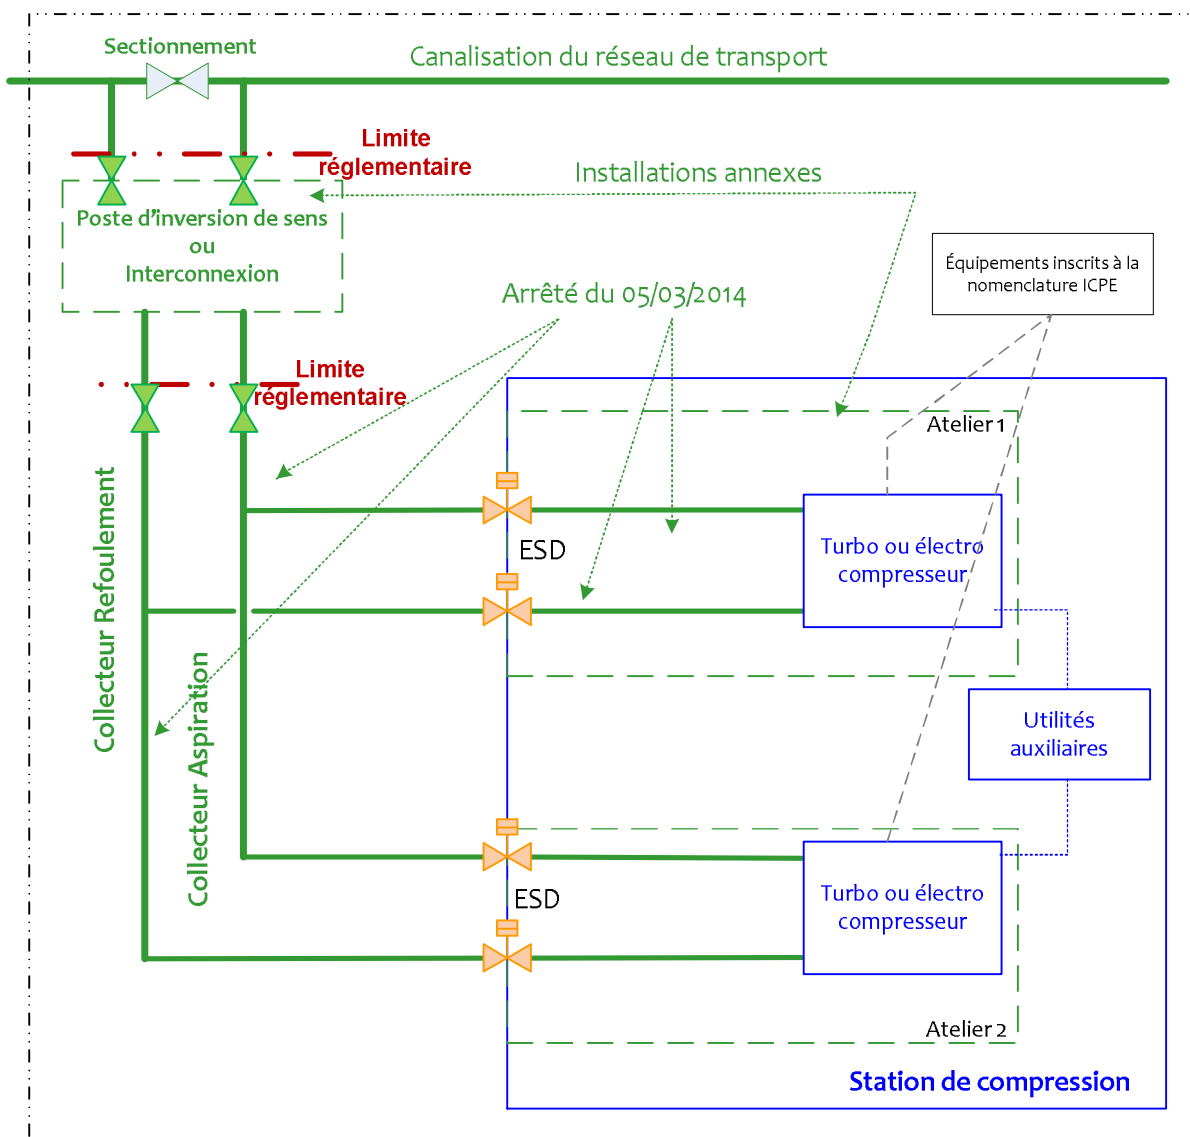 Sectionnement
Canalisation du réseau de transport
Limite
réglementaire
Installations annexes
Poste d’inversion de sens
ou
Interconnexion
Équipements inscrits à la
nomenclature ICPE
Arrêté du 05/03/2014
Limite
réglementaire
Atelier 1
Collecteur Refoulement
Collecteur Aspiration
ESD
Turbo ou électro
compresseur
Utilités
auxiliaires
ESD
Turbo ou électro
compresseur
Atelier 2
Station de compression